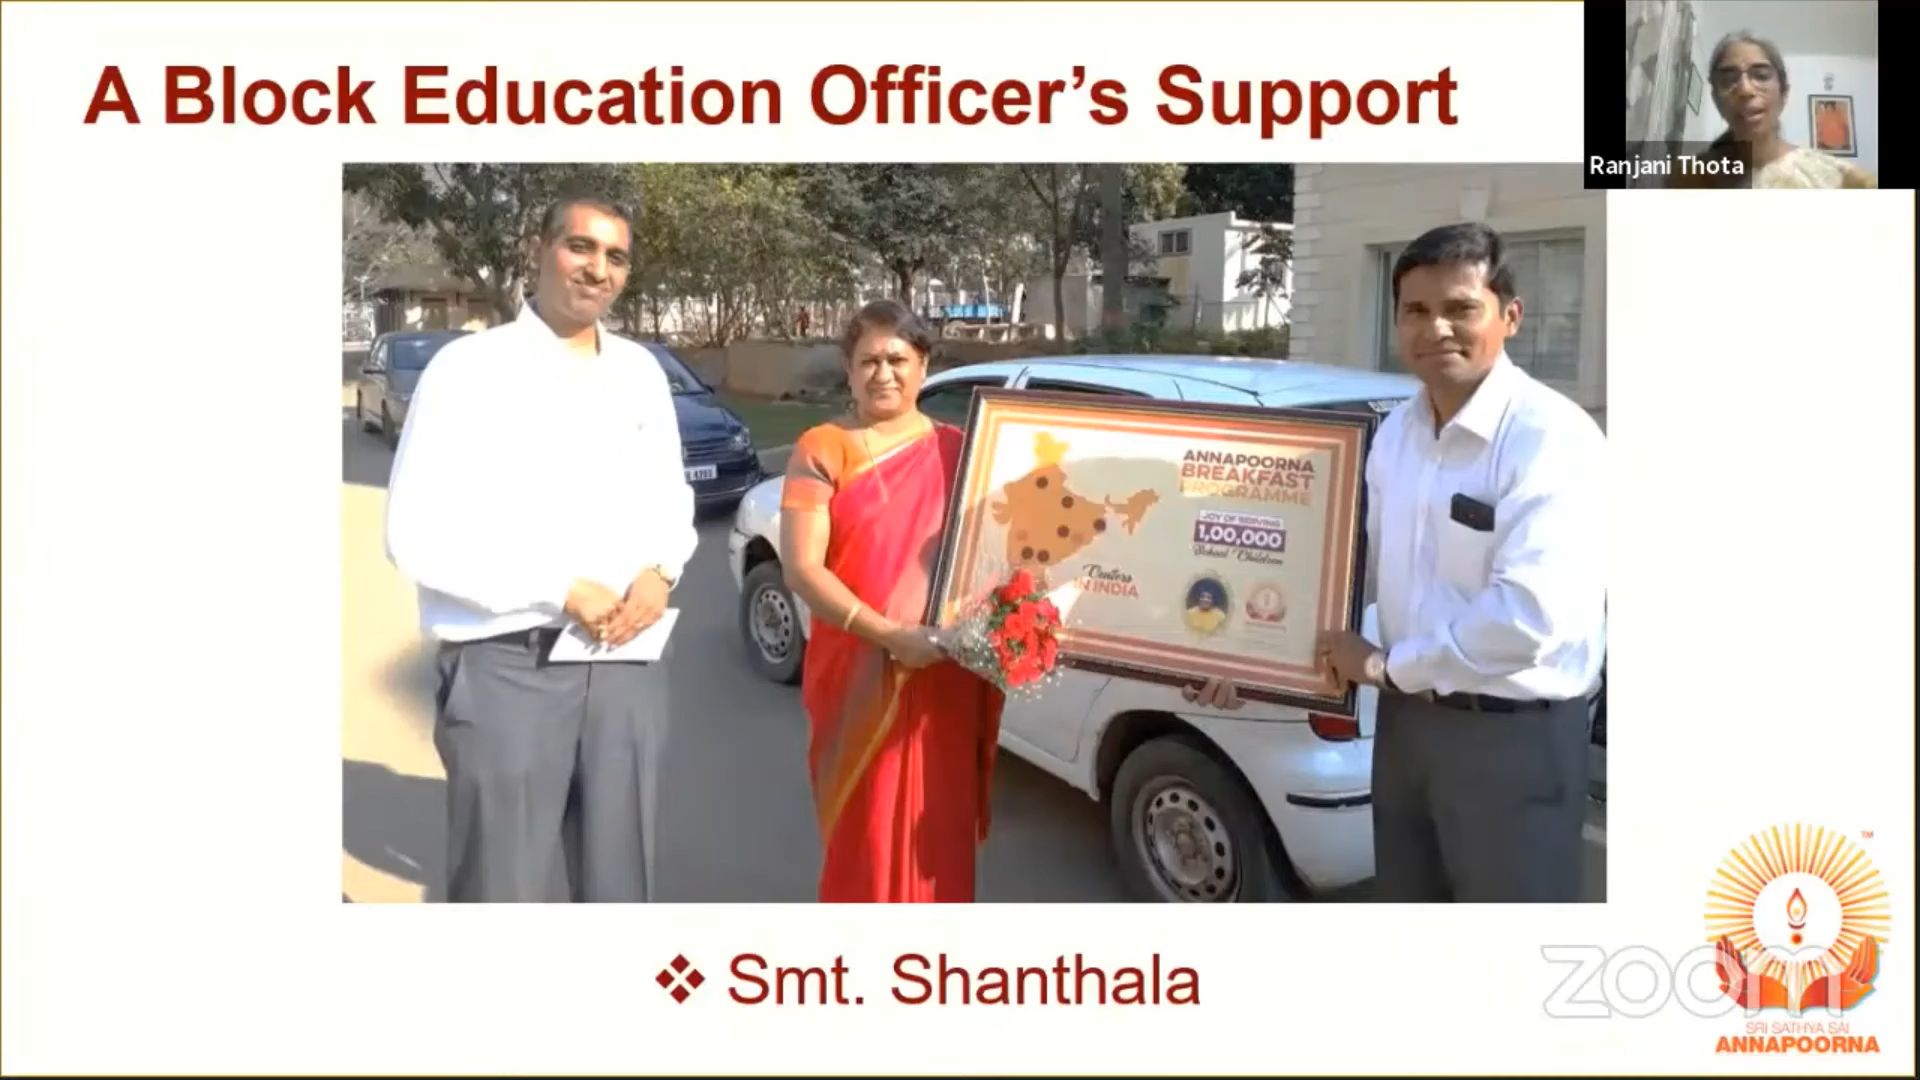 A Block Education Officer’s Support
Ranjani Thota
ANNAPOORNA
BREAKFAST
PROGRAMME
JOY OF SERVING
1,00,000
School Children
Centers
IN INDIA
❖ Smt. Shanthala
zoom
TM
SRI SATHYA SAI
ANNAPOORNA